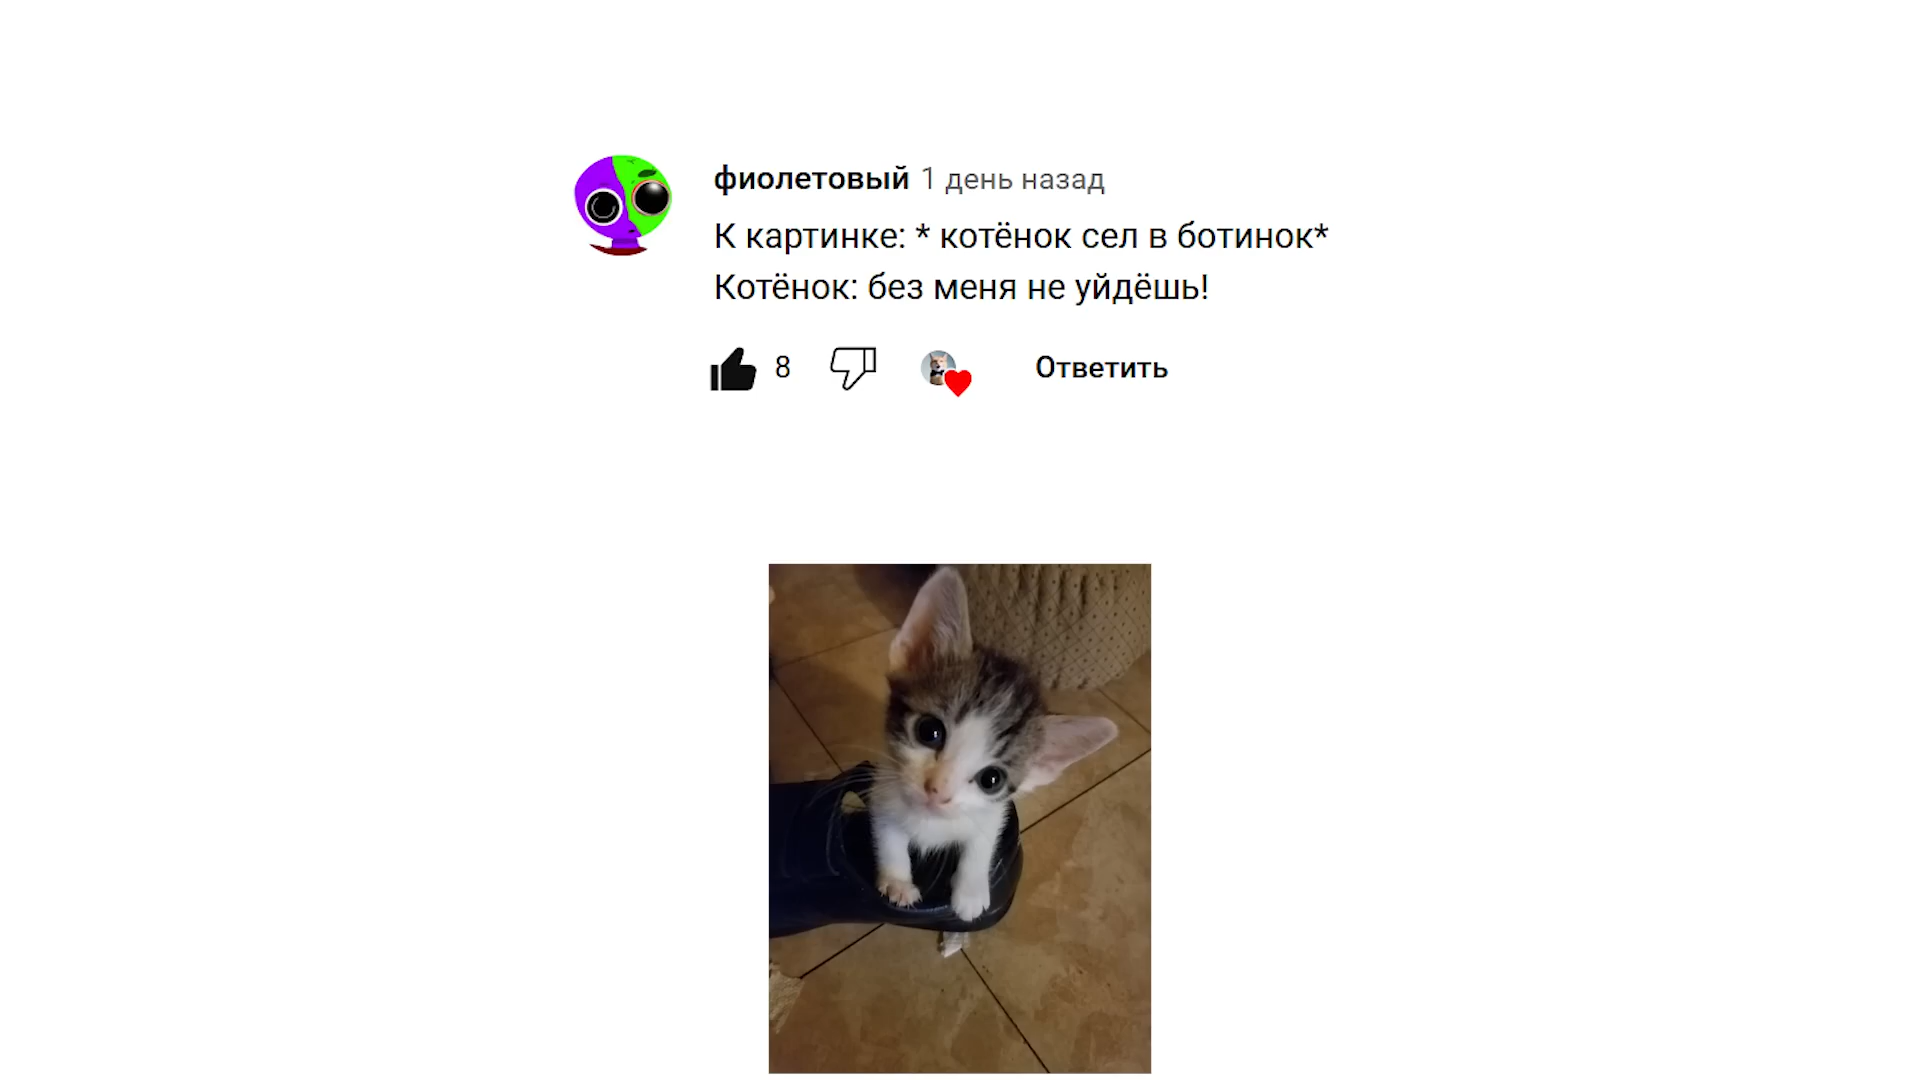 фиолетовый 1 день назад
К картинке: * котёнок сел в ботинок*
Котёнок: без меня не уйдёшь!
8 Ответить